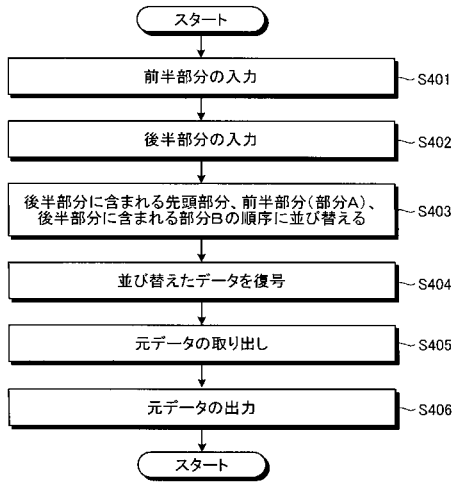 スタート
前半部分の入力
S401
後半部分の入力
S402
後半部分に含まれる先頭部分、前半部分(部分A)、
後半部分に含まれる部分Bの順序に並び替える
S403
並び替えたデータを復号
S404
元データの取り出し
S405
元データの出力
S406
スタート